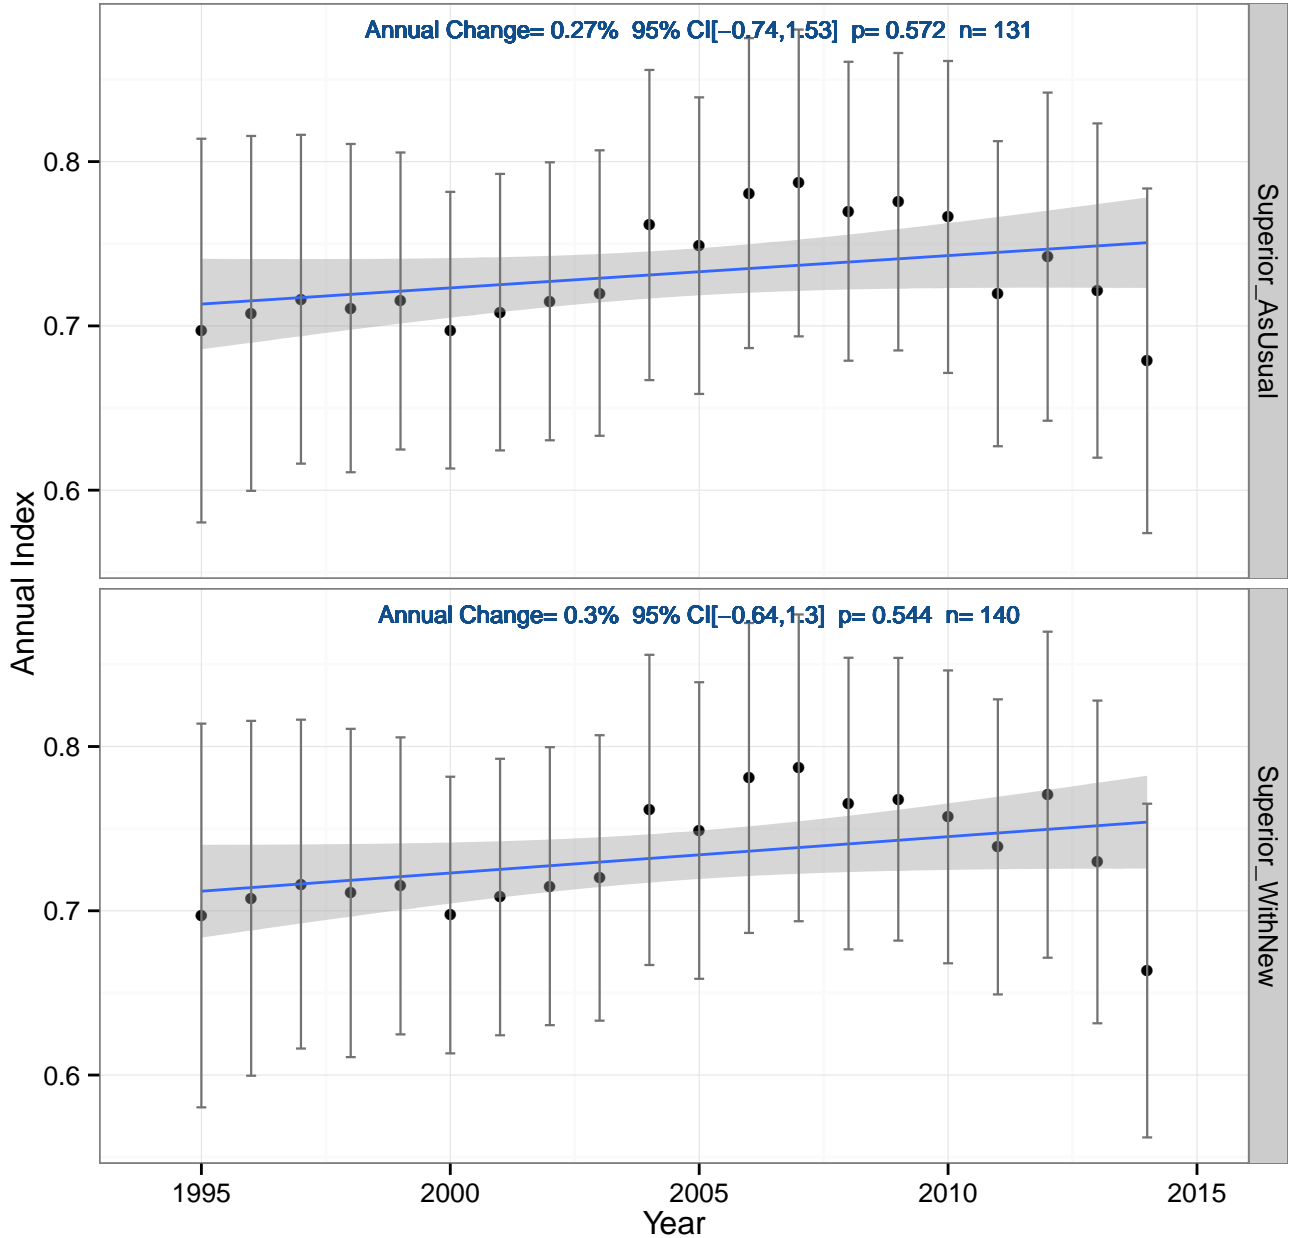 Annual Change= 0.27%  95% CI[−0.74,1.53]  p= 0.572  n= 131
0.8
0.7
0.6
Superior_AsUsual
Annual Index
Annual Change= 0.3%  95% CI[−0.64,1.3]  p= 0.544  n= 140
0.8
0.7
0.6
Superior_WithNew
1995 2000 2005 2010 2015
Year